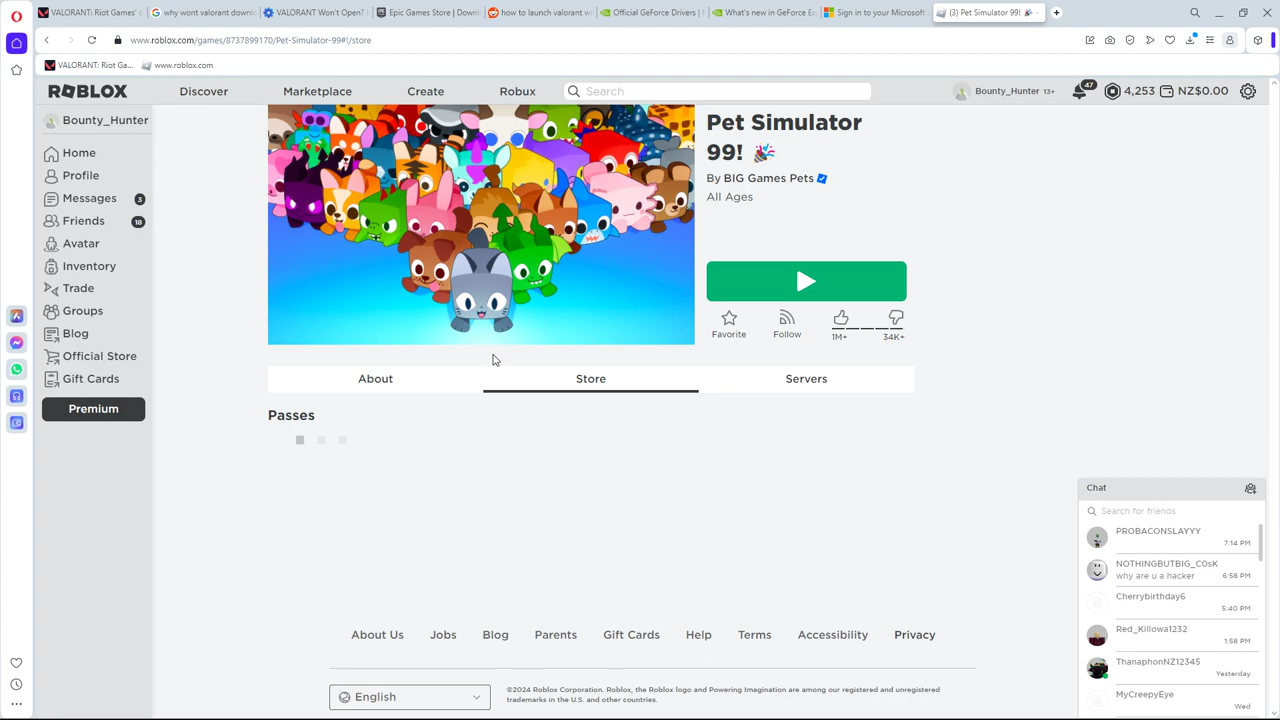 VALORANT: Riot Games'
why wont valorant downl
VALORANT Won't Open?
Epic Games Store | Dow
how to launch valorant w
Official GeForce Drivers |
What's new in GeForce Ex
Sign in to your Microsoft
(3) Pet Simulator 99!
www.roblox.com/games/8737899170/Pet-Simulator-99#!/store
VALORANT: Riot Ga...
www.roblox.com
ROBLOX
Discover
Marketplace
Create
Robux
Search
Bounty_Hunter 13+
47
4,253
NZ$0.00
Bounty_Hunter
Home
Profile
Messages 3
Friends 18
Avatar
Inventory
Trade
Groups
Blog
Official Store
Gift Cards
Premium
Pet Simulator
99!
By BIG Games Pets
All Ages
Favorite
Follow
1M+
34K+
About
Store
Servers
Passes
Chat
Search for friends
PROBACONSLAYYY
7:14 PM
NOTHINGBUTBIG_C0sK
why are u a hacker 6:58 PM
Cherrybirthday6
5:40 PM
Red_Killowa1232
1:58 PM
ThanaphonNZ12345
Yesterday
MyCreepyEye
Wed
About Us
Jobs
Blog
Parents
Gift Cards
Help
Terms
Accessibility
Privacy
English
©2024 Roblox Corporation. Roblox, the Roblox logo and Powering Imagination are among our registered and unregistered
trademarks in the U.S. and other countries.